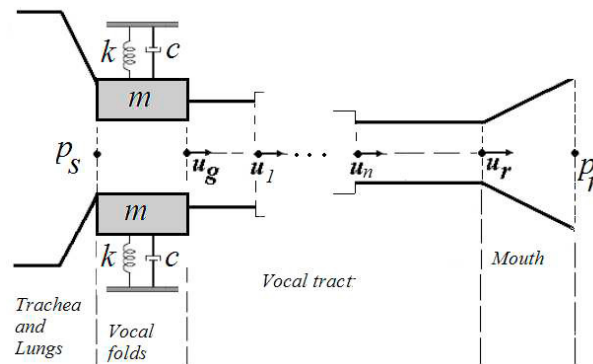 k c
m
p_s u_g u_1 ... u_n u_r
m
k c
Trachea
and
Lungs
Vocal
folds
Vocal tract
Mouth